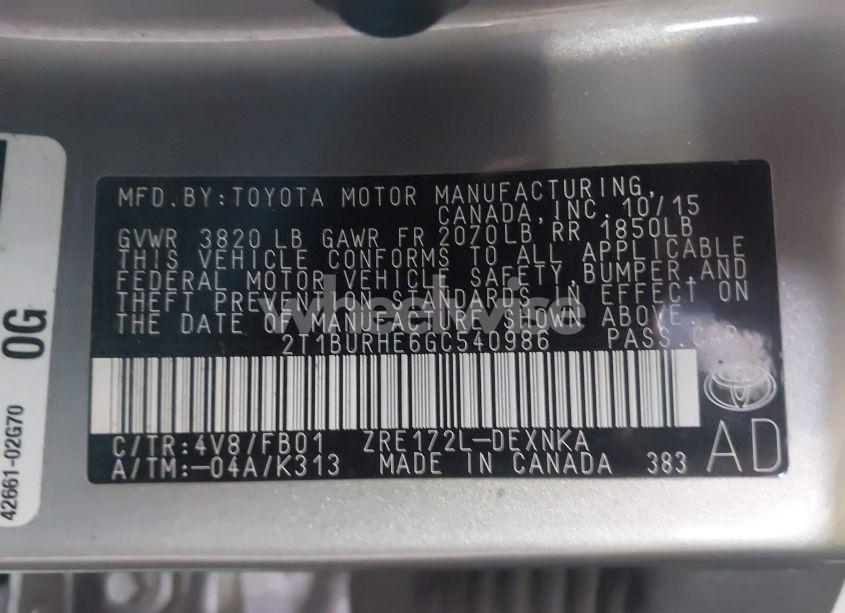 MFD.BY:TOYOTA MOTOR MANUFACTURING,
CANADA,INC. 10/15
GVWR 3820 LB GAWR FR 2070LB,RR 1850LB
THIS VEHICLE CONFORMS TO ALL APPLICABLE
FEDERAL MOTOR VEHICLE SAFETY,BUMPER,AND
THEFT PREVENTION STANDARDS IN EFFECT ON
THE DATE OF MANUFACTURE SHOWN ABOVE.
wheelwise
2T1BURHE6GC540986 PASS.CAR
C/TR:4V8/FB01 ZRE172L-DEXNKA
A/TM:-04A/K313 MADE IN CANADA 383 AD
0G
42661-02G70